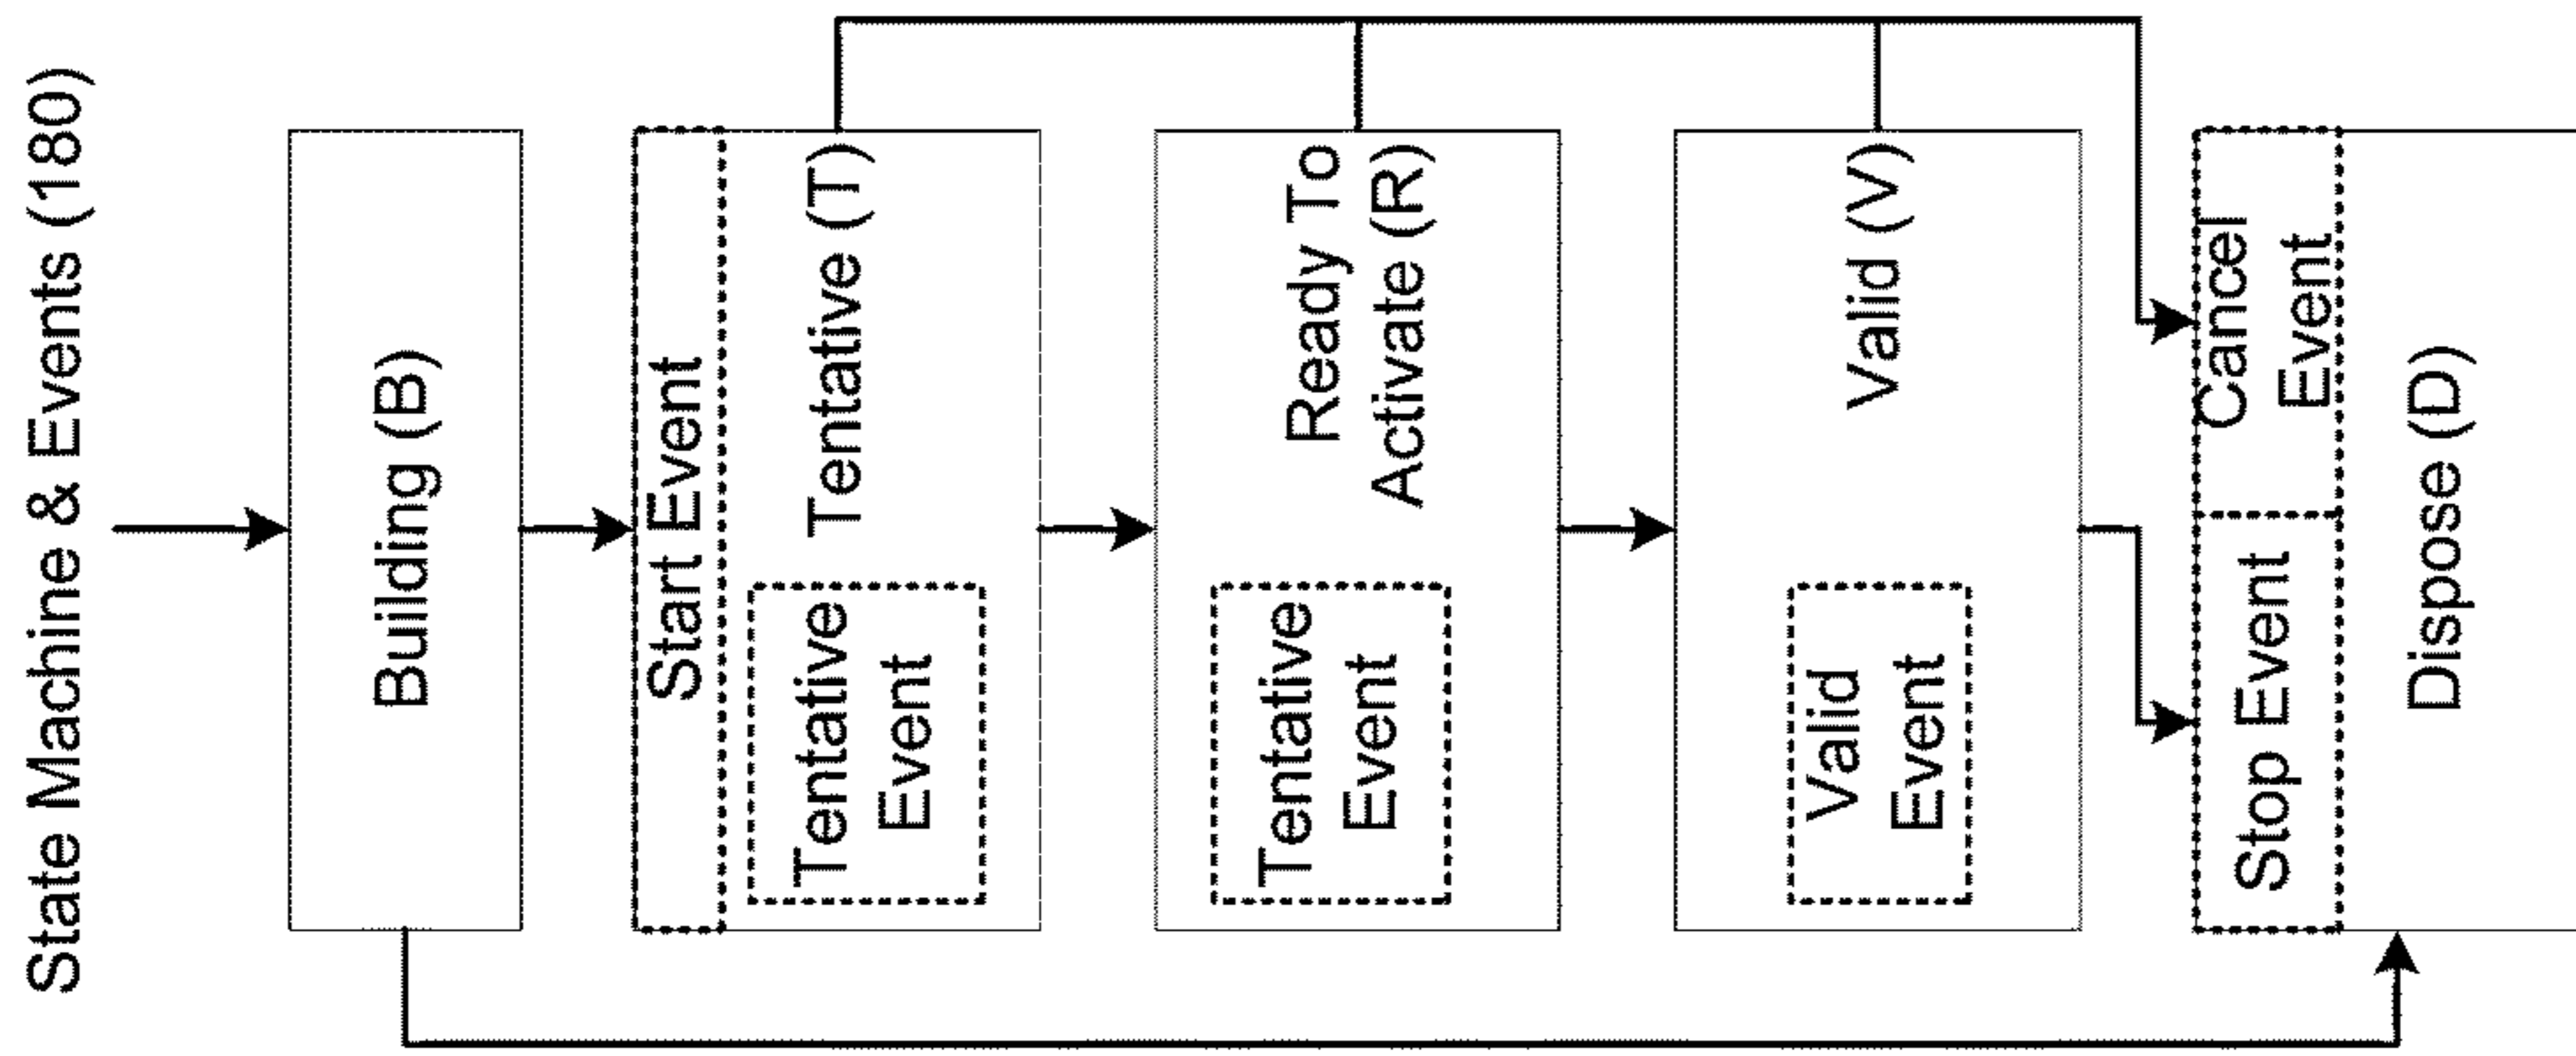 State Machine & Events (180)
Building (B)
Start Event
Tentative
Event
Tentative (T)
Tentative
Event
Ready To
Activate (R)
Valid
Event
Valid (V)
Stop Event
Cancel
Event
Dispose (D)